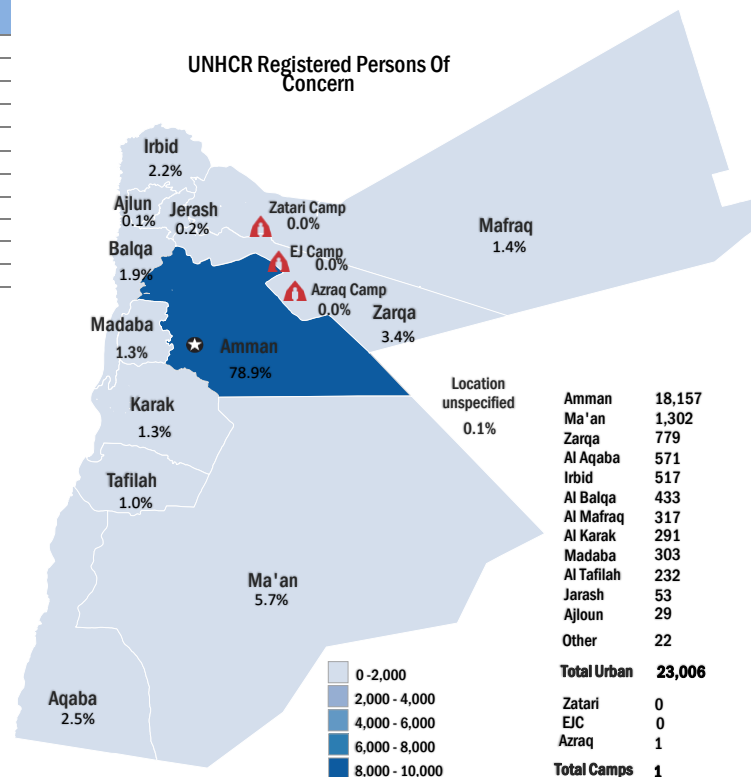 UNHCR Registered Persons Of
Concern
Irbid
2.2%
Ajlun
0.1%
Jerash
0.2%
Zatari Camp
0.0%
Mafraq
1.4%
Balqa
1.9%
EJ Camp
0.0%
Azraq Camp
0.0%
Zarqa
3.4%
Madaba
1.3%
Amman
78.9%
Location
unspecified
0.1%
Karak
1.3%
Tafilah
1.0%
Ma'an
5.7%
Aqaba
2.5%
0 -2,000
2,000 - 4,000
4,000 - 6,000
6,000 - 8,000
8,000 - 10,000
Amman 18,157
Ma'an 1,302
Zarqa 779
Al Aqaba 571
Irbid 517
Al Balqa 433
Al Mafraq 317
Al Karak 291
Madaba 303
Al Tafilah 232
Jarash 53
Ajloun 29
Other 22
Total Urban 23,006
Zatari 0
EJC 0
Azraq 1
Total Camps 1